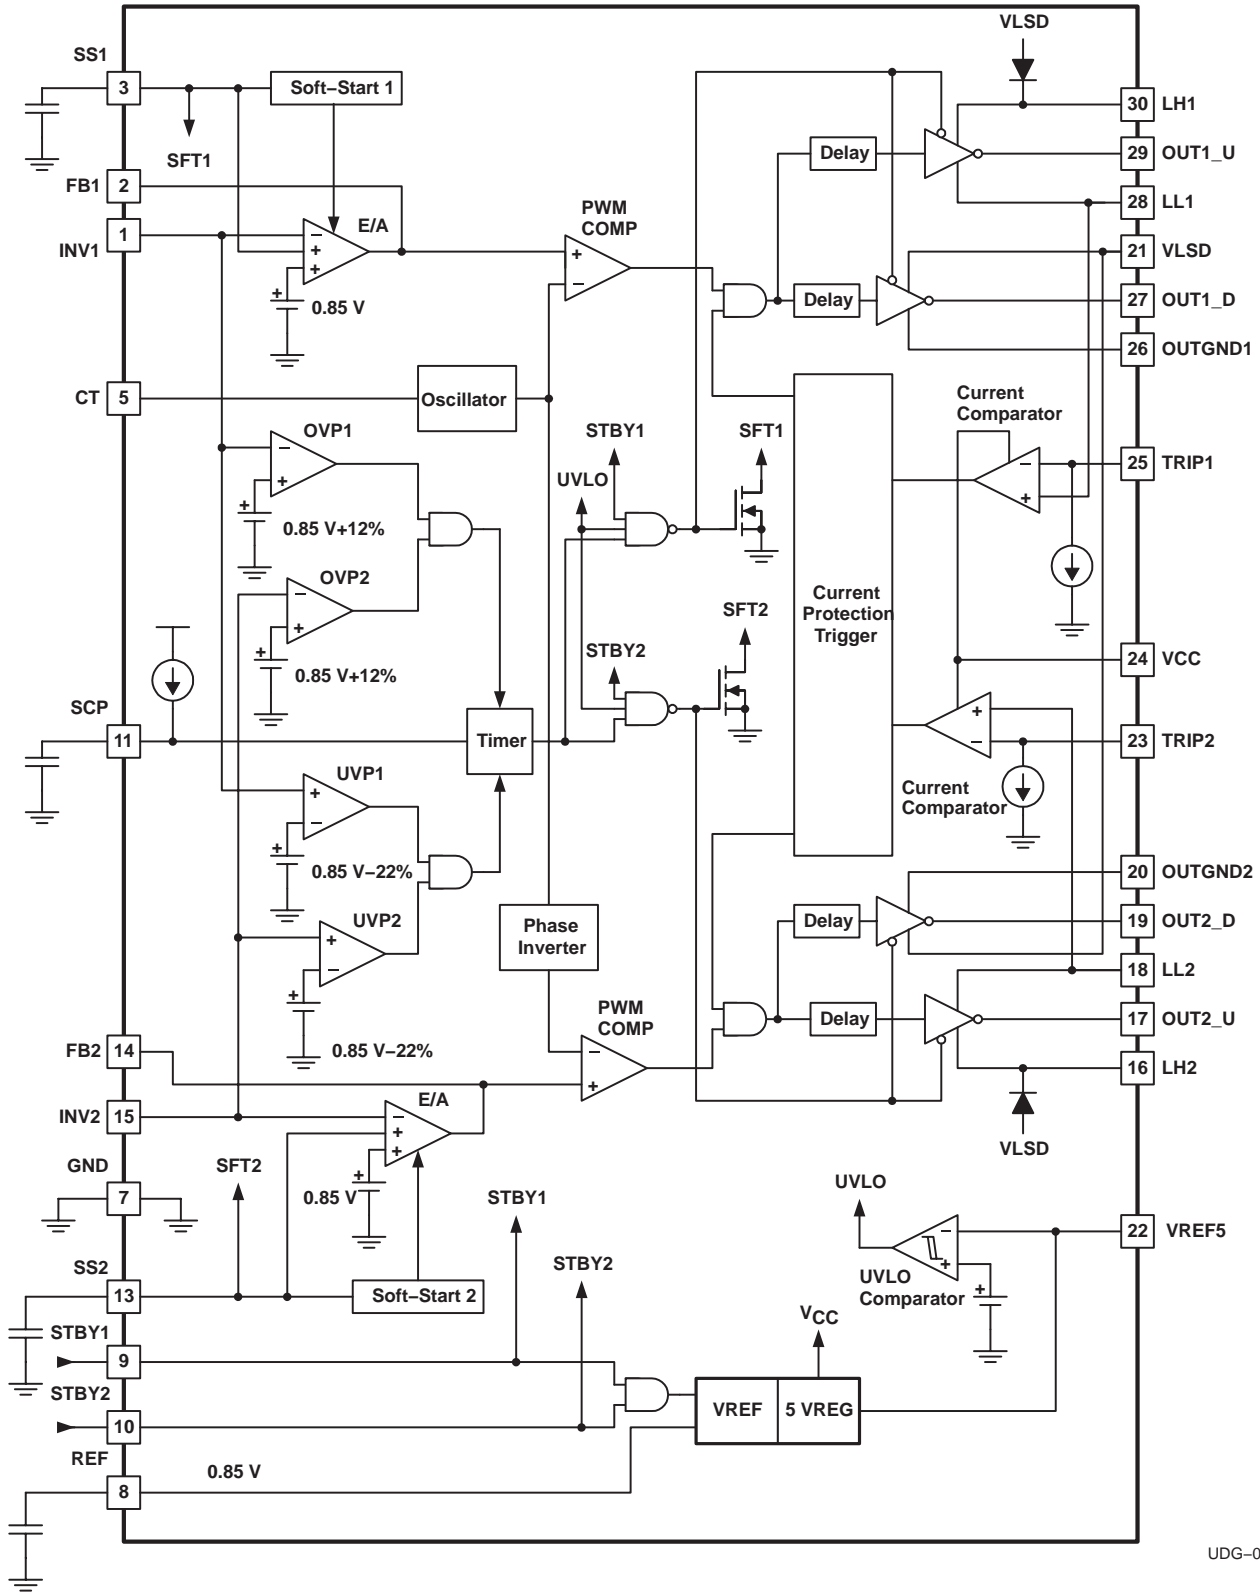 VLSD
SS1
3
Soft–Start 1
30
LH1
SFT1
Delay
29
OUT1_U
FB1
2
28
LL1
1
INV1
E/A
PWM
COMP
–
+
+
+
–
21
VLSD
+
0.85 V
Delay
27
OUT1_D
26
OUTGND1
CT
5
Oscillator
Current
Comparator
OVP1
STBY1
SFT1
–
+
–
+
25
TRIP1
UVLO
+
0.85 V+12%
OVP2
–
+
Current
Protection
Trigger
SFT2
+
0.85 V+12%
STBY2
24
VCC
SCP
11
Timer
+
–
23
TRIP2
UVP1
+
–
Current
Comparator
+
0.85 V–22%
20
OUTGND2
UVP2
+
–
Phase
Inverter
Delay
19
OUT2_D
18
LL2
+
0.85 V–22%
PWM
COMP
Delay
17
OUT2_U
FB2
14
–
+
16
LH2
INV2
15
E/A
–
+
+
VLSD
GND
7
SFT2
+
0.85 V
STBY1
UVLO
–
+
22
VREF5
SS2
13
Soft–Start 2
STBY2
UVLO
Comparator
+
STBY1
9
VCC
STBY2
10
VREF
5 VREG
REF
8
0.85 V
UDG–0